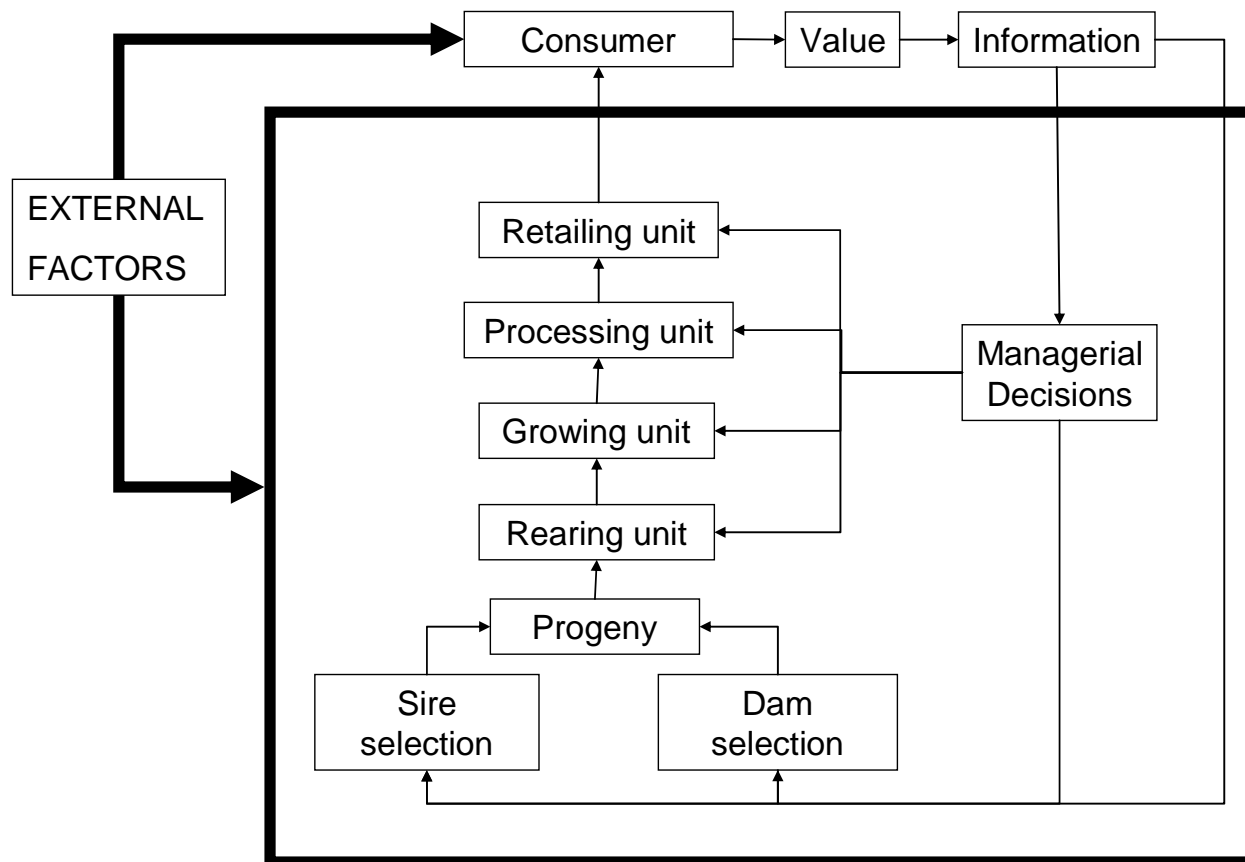 Consumer
Value
Information
EXTERNAL
FACTORS
Retailing unit
Processing unit
Managerial
Decisions
Growing unit
Rearing unit
Progeny
Sire
selection
Dam
selection